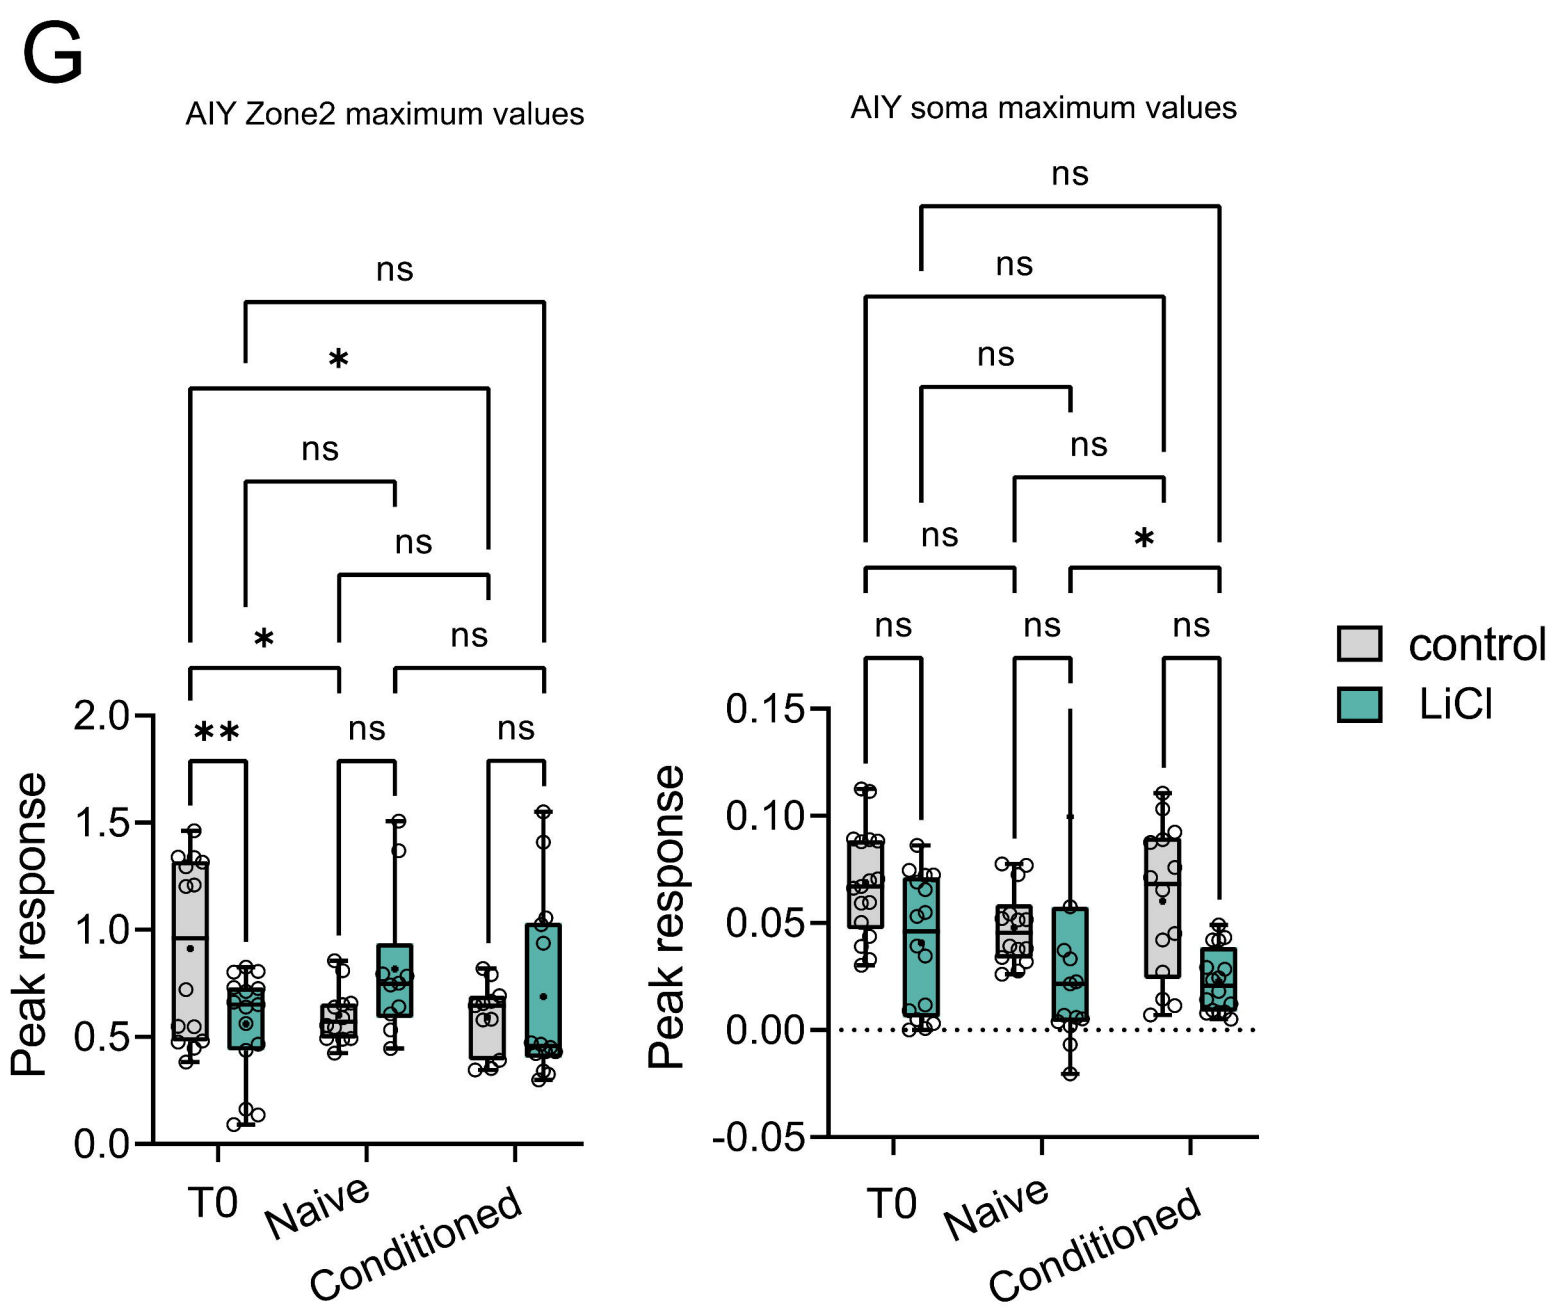 G
AIY Zone2 maximum values
ns
*
ns
ns
* ns
** ns ns
2.0
1.5
1.0
0.5
0.0
Peak response
T0 Naive Conditioned
AIY soma maximum values
ns
ns
ns
ns
ns *
ns ns ns
0.15
0.10
0.05
0.00
-0.05
Peak response
T0 Naive Conditioned
control
LiCl